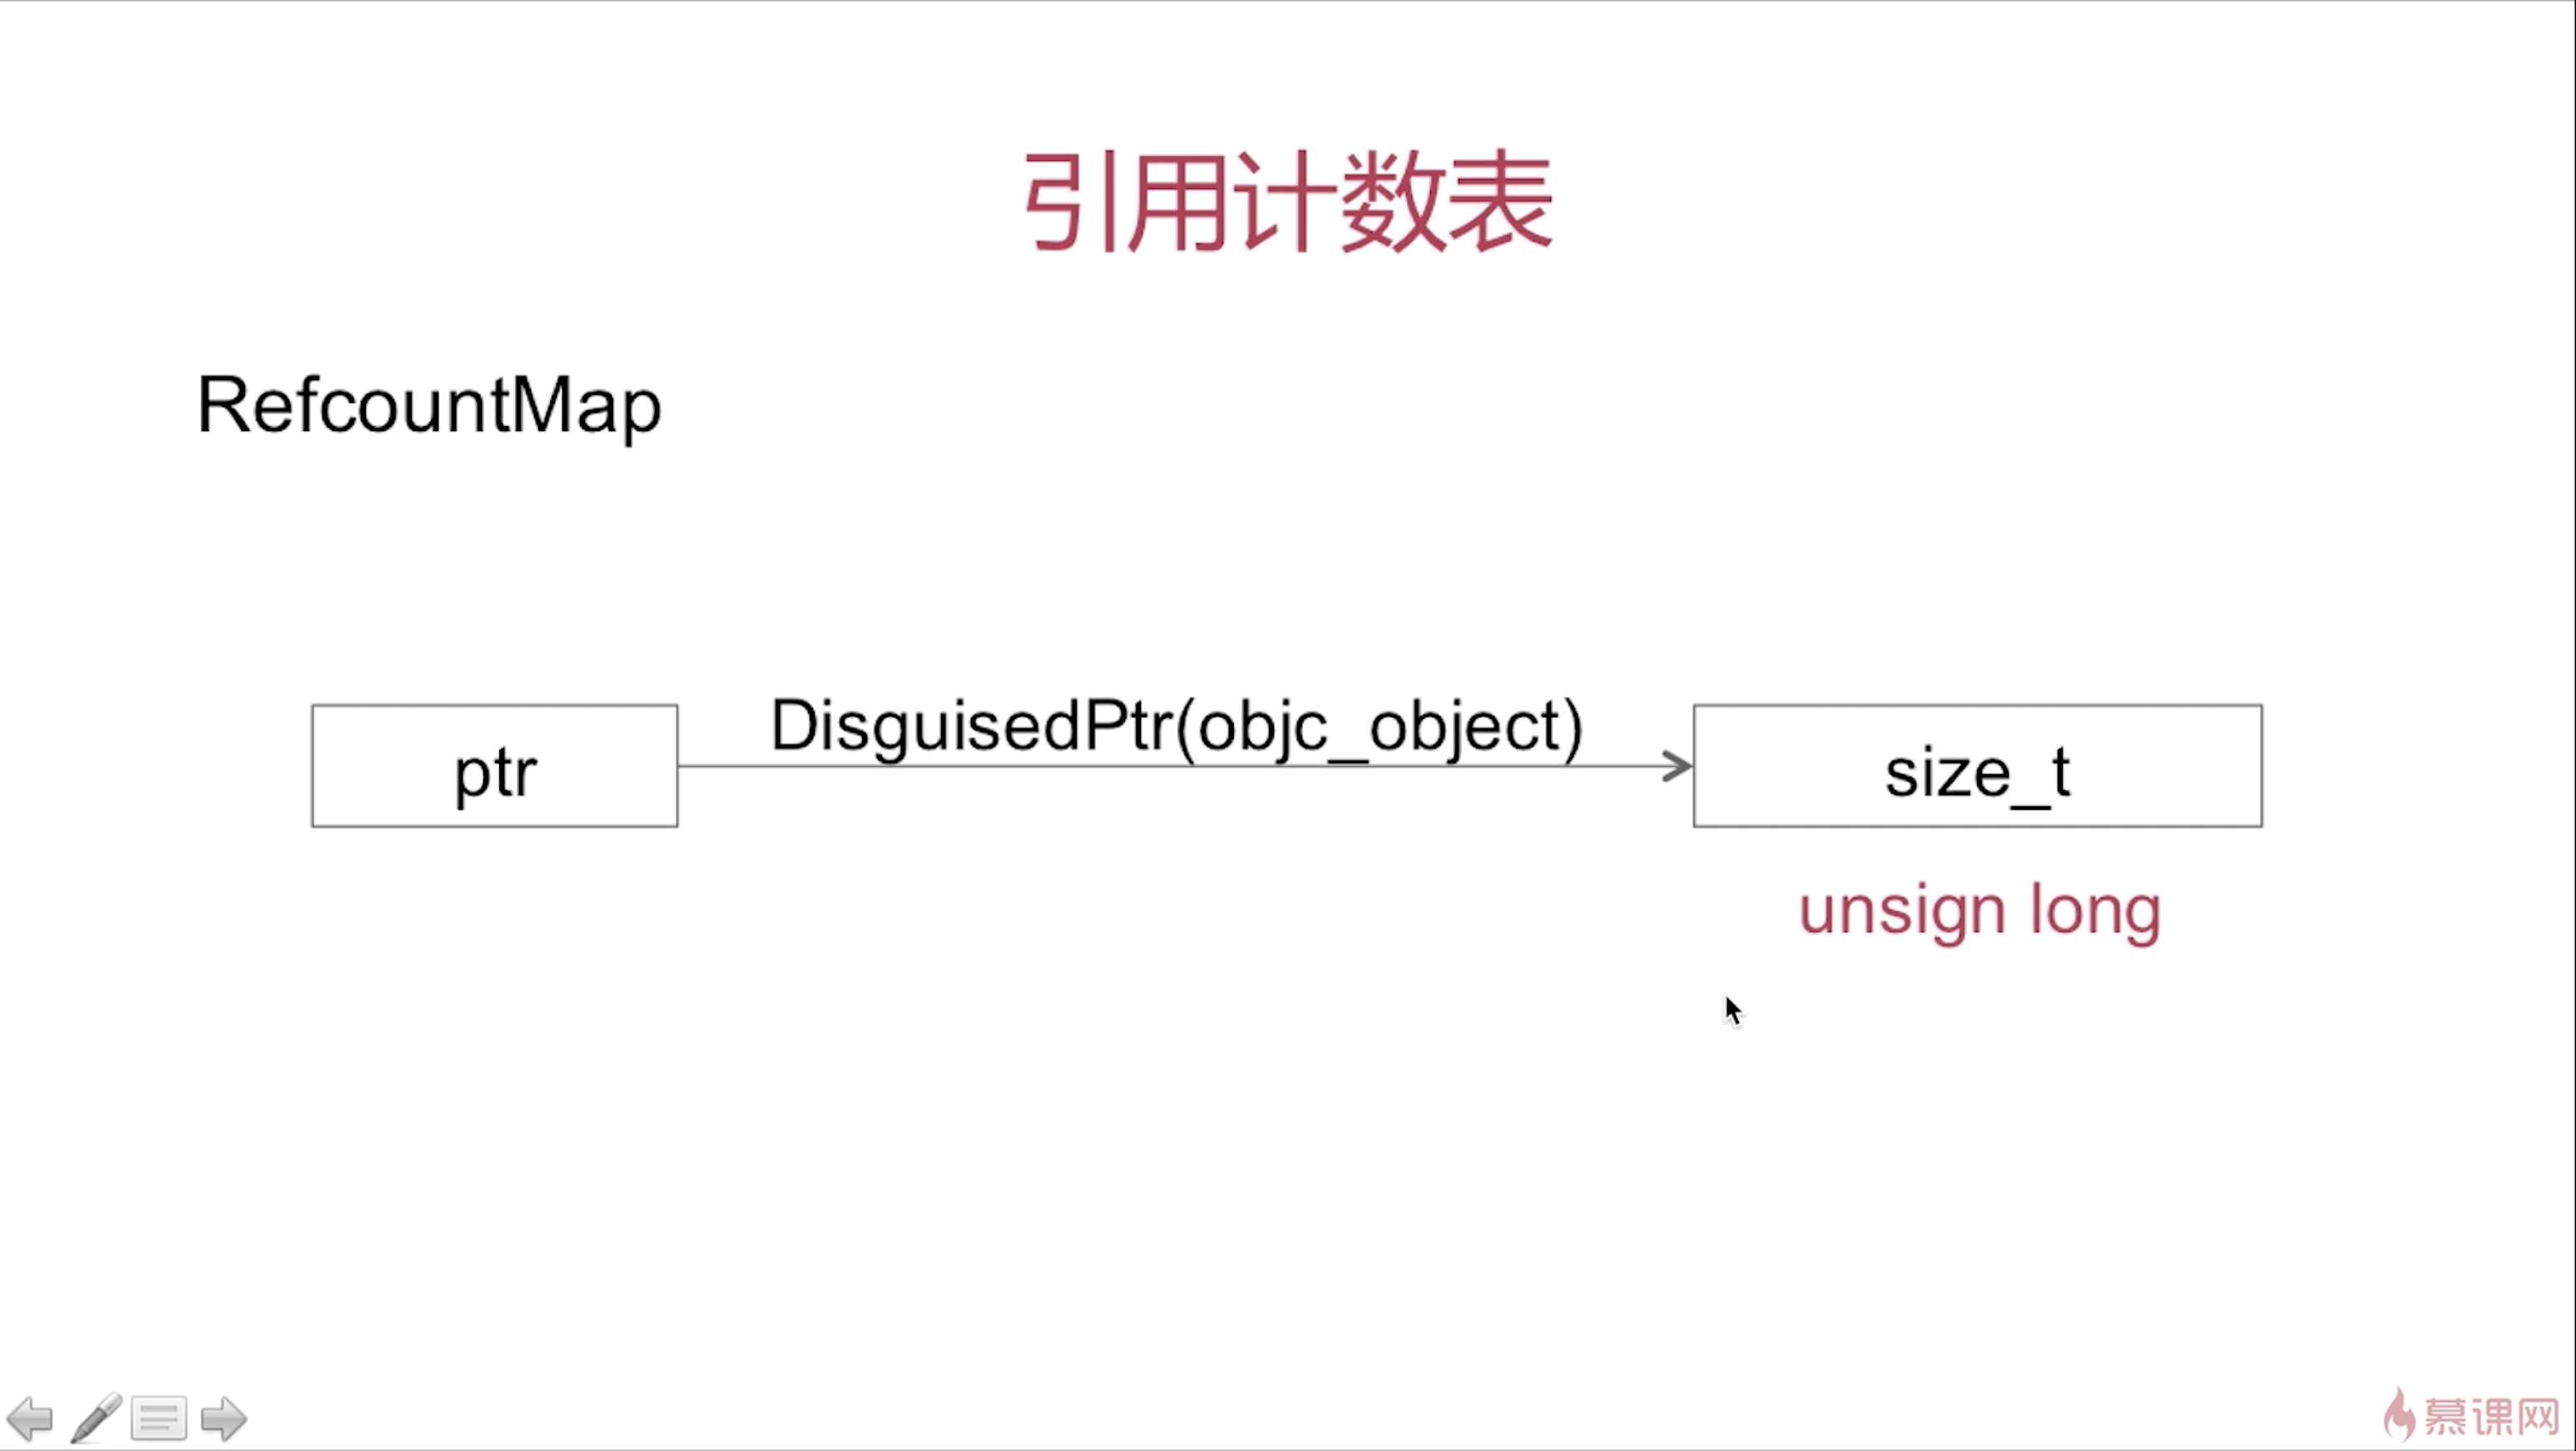 引用计数表
RefcountMap
DisguisedPtr(objc_object)
ptr
size_t
unsign long
慕课网